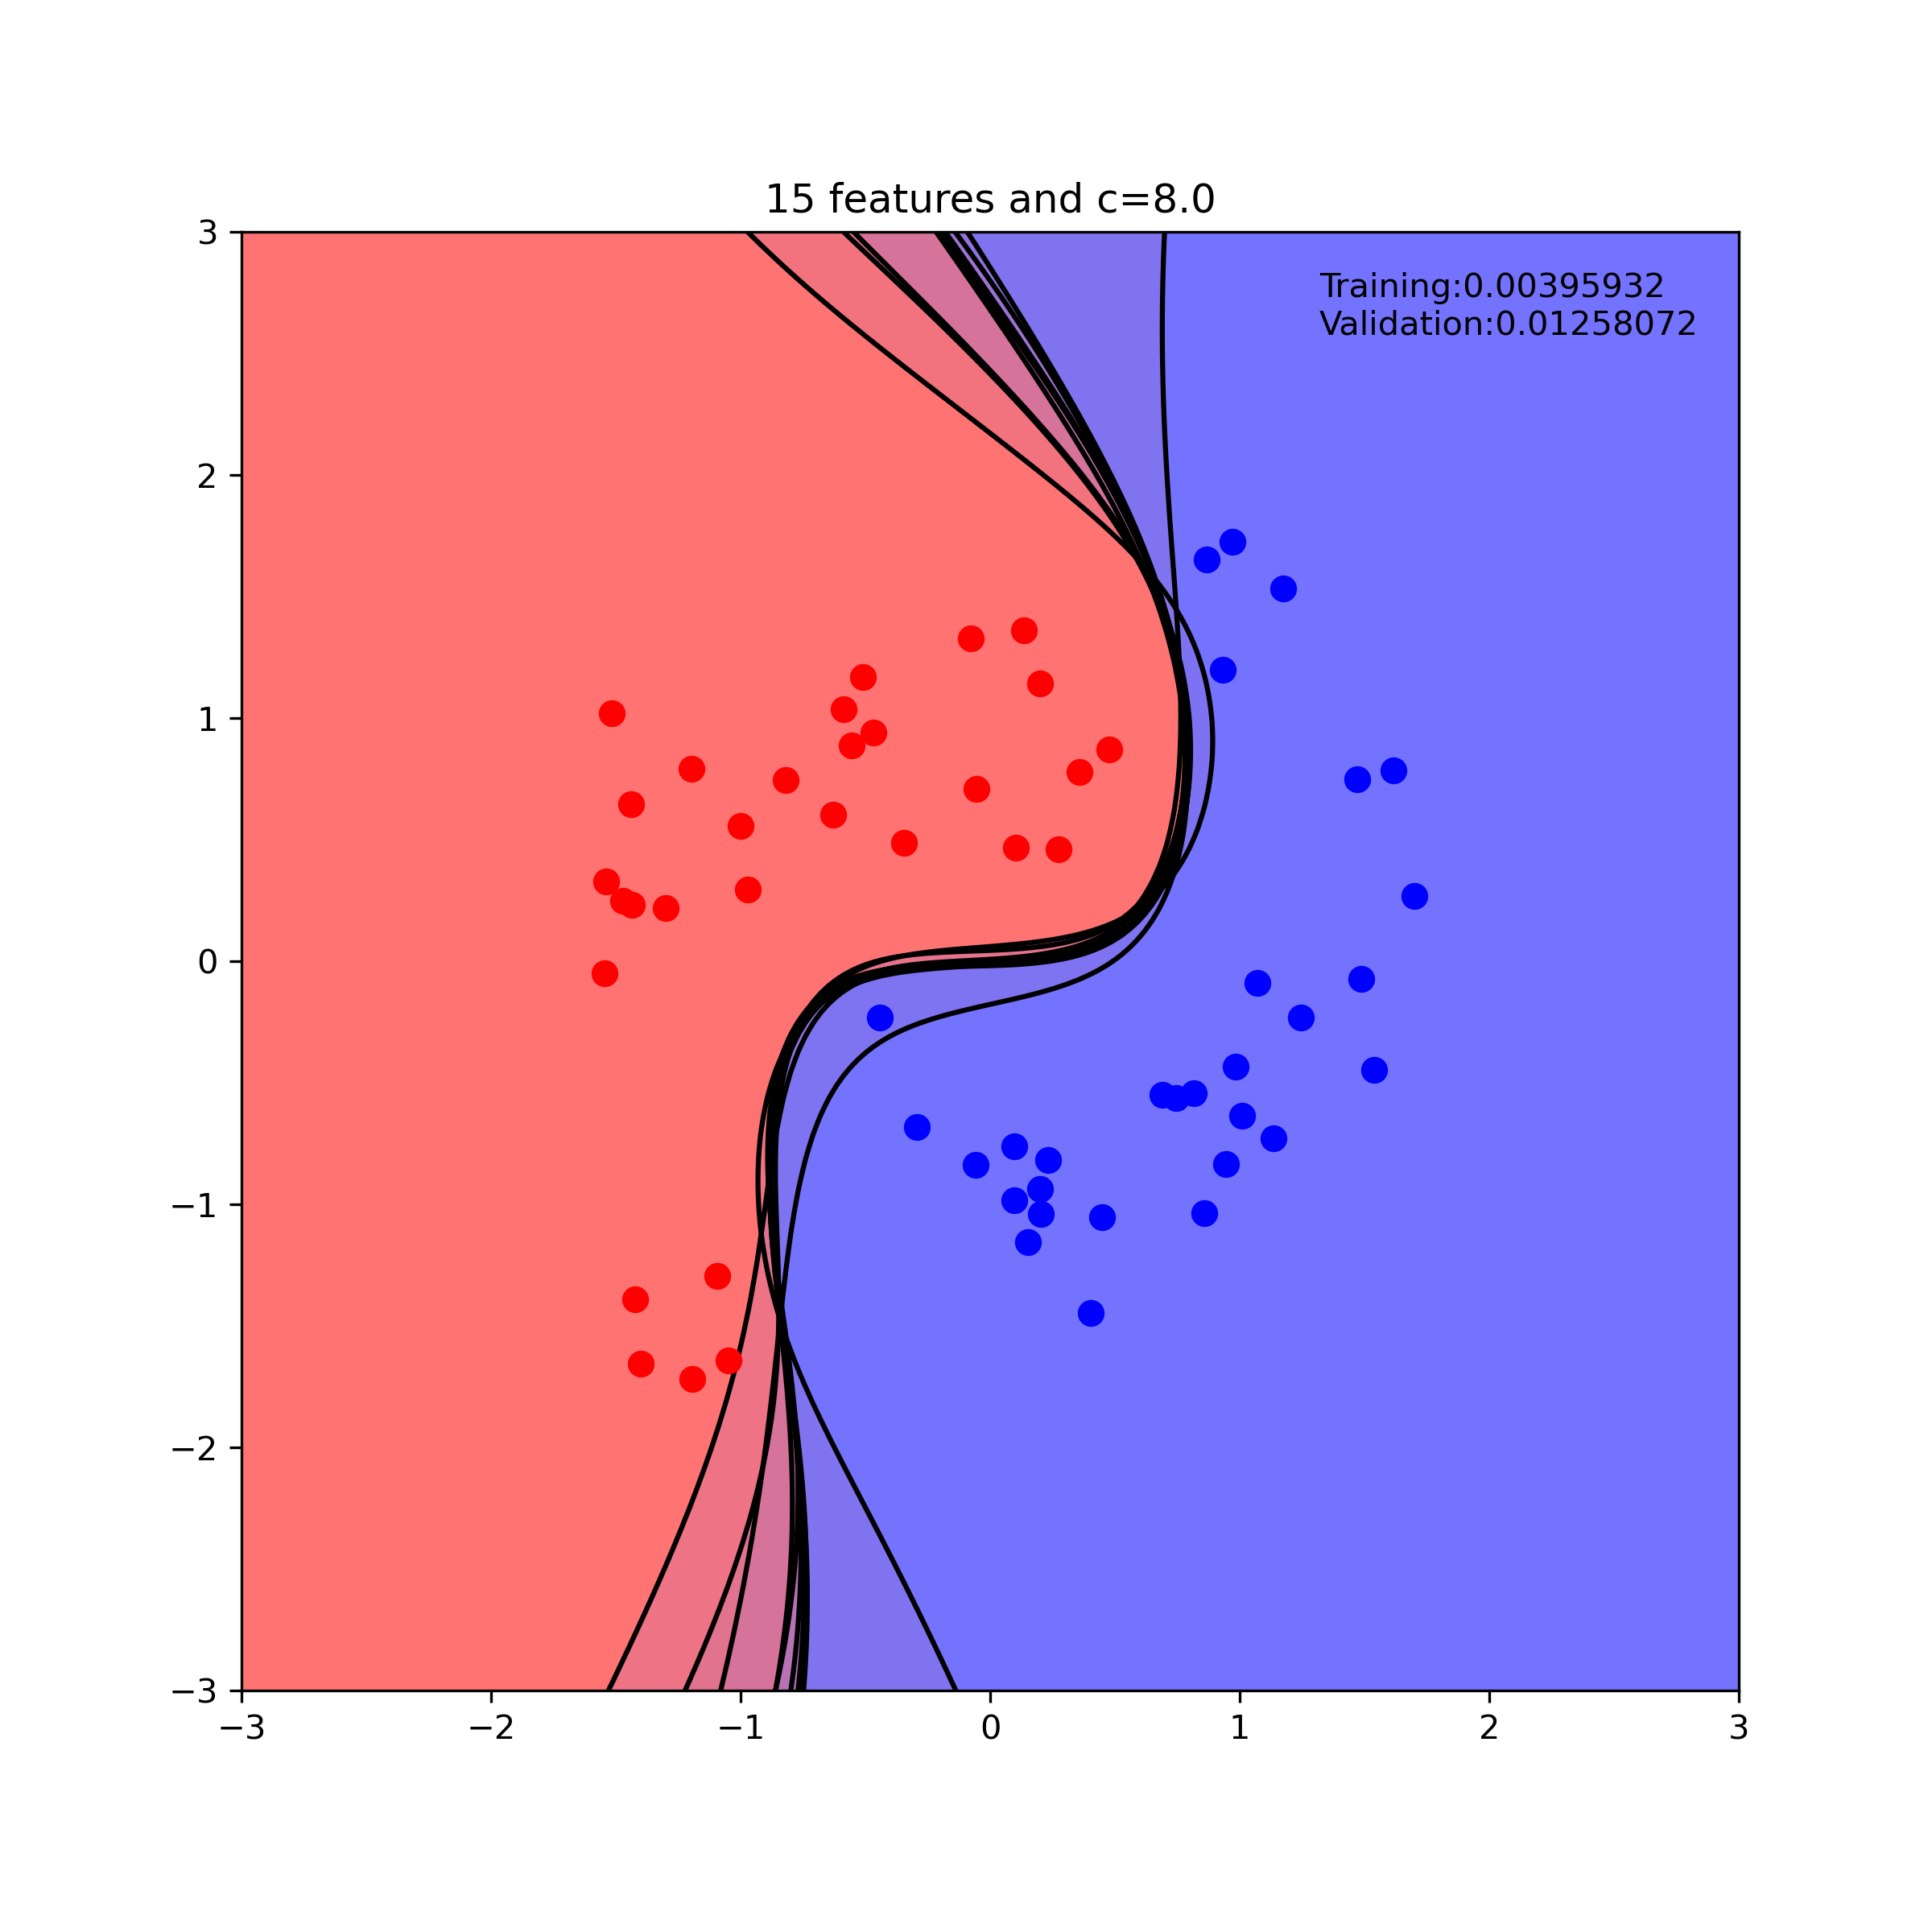 15 features and c=8.0
Training:0.00395932
Validation:0.01258072
3
2
1
0
−1
−2
−3
−3 −2 −1 0 1 2 3